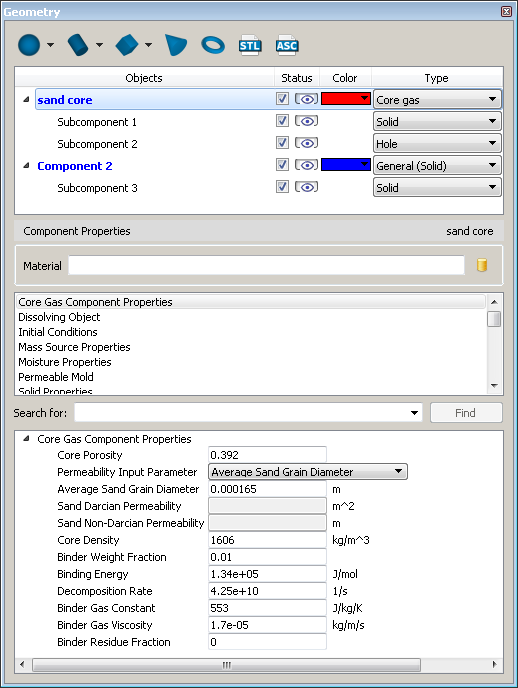 Geometry
STL ASC
Objects Status Color Type
sand core Core gas
Subcomponent 1 Solid
Subcomponent 2 Hole
Component 2 General (Solid)
Subcomponent 3 Solid
Component Properties sand core
Material
Core Gas Component Properties
Dissolving Object
Initial Conditions
Mass Source Properties
Moisture Properties
Permeable Mold
Solid Properties
Search for: Find
Core Gas Component Properties
Core Porosity 0.392
Permeability Input Parameter Average Sand Grain Diameter
Average Sand Grain Diameter 0.000165 m
Sand Darcian Permeability m^2
Sand Non-Darcian Permeability m
Core Density 1606 kg/m^3
Binder Weight Fraction 0.01
Binding Energy 1.34e+05 J/mol
Decomposition Rate 4.25e+10 1/s
Binder Gas Constant 553 J/kg/K
Binder Gas Viscosity 1.7e-05 kg/m/s
Binder Residue Fraction 0